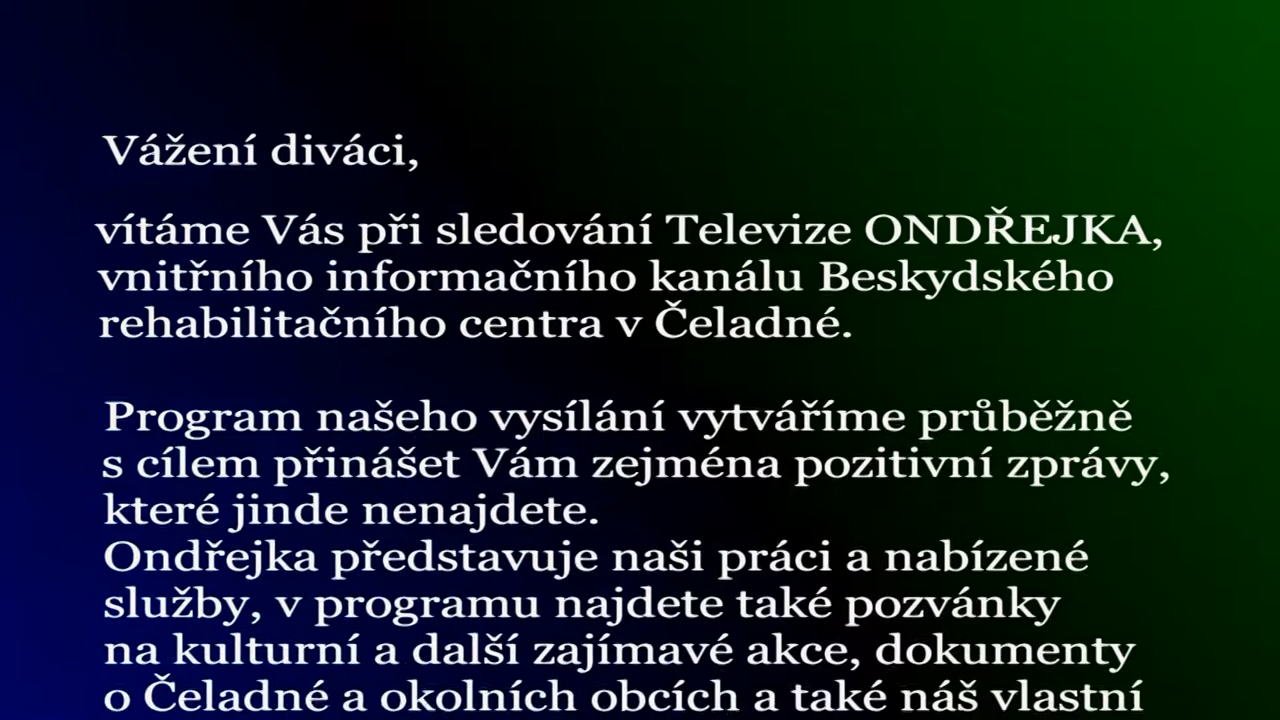 Vážení diváci,
vítáme Vás při sledování Televize ONDŘEJKA,
vnitřního informačního kanálu Beskydského
rehabilitačního centra v Čeladné.
Program našeho vysílání vytváříme průběžně
s cílem přinášet Vám zejména pozitivní zprávy,
které jinde nenajdete.
Ondřejka představuje naši práci a nabízené
služby, v programu najdete také pozvánky
na kulturní a další zajímavé akce, dokumenty
o Čeladné a okolních obcích a také náš vlastní